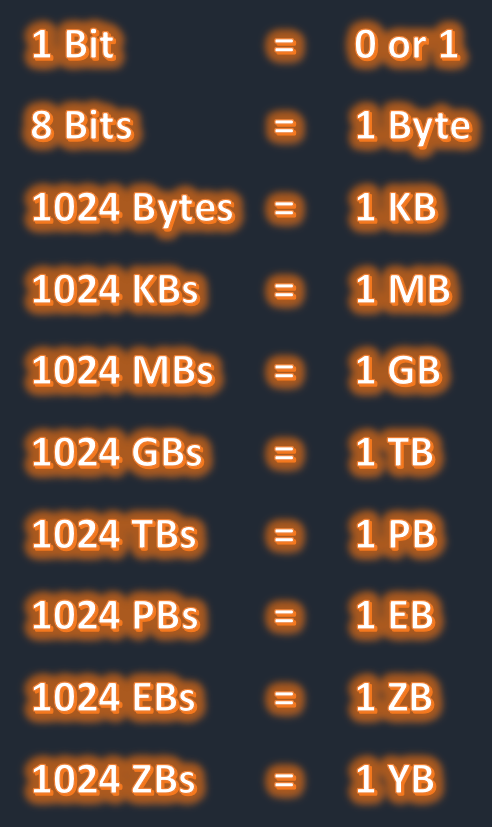 1 Bit = 0 or 1
8 Bits = 1 Byte
1024 Bytes = 1 KB
1024 KBs = 1 MB
1024 MBs = 1 GB
1024 GBs = 1 TB
1024 TBs = 1 PB
1024 PBs = 1 EB
1024 EBs = 1 ZB
1024 ZBs = 1 YB